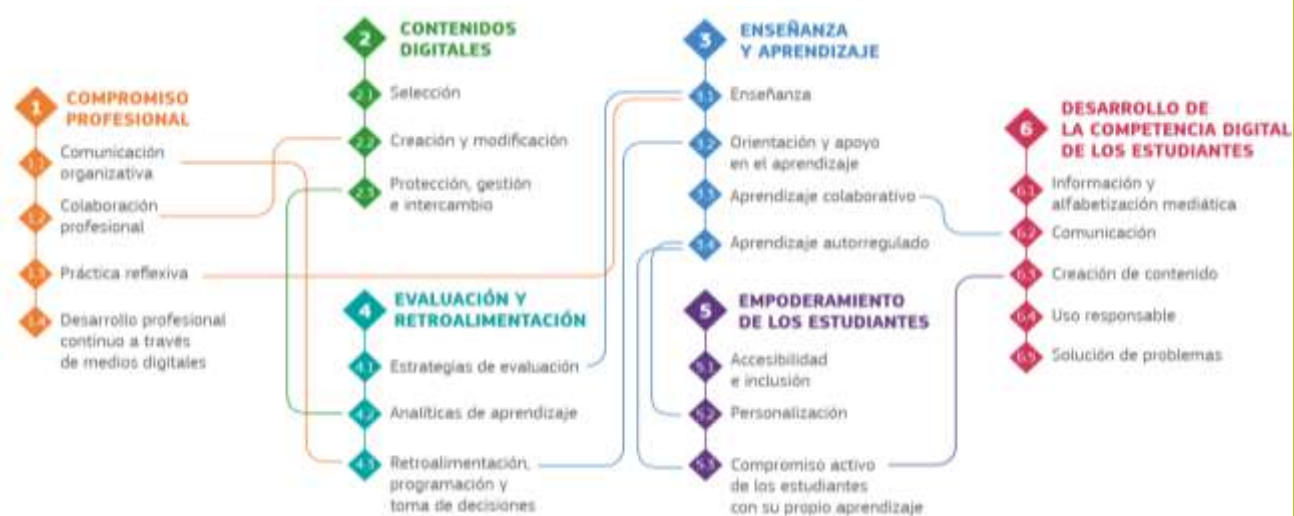 1
COMPROMISO
PROFESIONAL
1.1
Comunicación
organizativa
1.2
Colaboración
profesional
1.3
Práctica reflexiva
1.4
Desarrollo profesional
continuo a través
de medios digitales
2
CONTENIDOS
DIGITALES
2.1
Selección
2.2
Creación y modificación
2.3
Protección, gestión
e intercambio
3
ENSEÑANZA
Y APRENDIZAJE
3.1
Enseñanza
3.2
Orientación y apoyo
en el aprendizaje
3.3
Aprendizaje colaborativo
3.4
Aprendizaje autorregulado
4
EVALUACIÓN Y
RETROALIMENTACIÓN
4.1
Estrategias de evaluación
4.2
Analíticas de aprendizaje
4.3
Retroalimentación,
programación y
toma de decisiones
5
EMPODERAMIENTO
DE LOS ESTUDIANTES
5.1
Accesibilidad
e inclusión
5.2
Personalización
5.3
Compromiso activo
de los estudiantes
con su propio aprendizaje
6
DESARROLLO DE
LA COMPETENCIA DIGITAL
DE LOS ESTUDIANTES
6.1
Información y
alfabetización mediática
6.2
Comunicación
6.3
Creación de contenido
6.4
Uso responsable
6.5
Solución de problemas